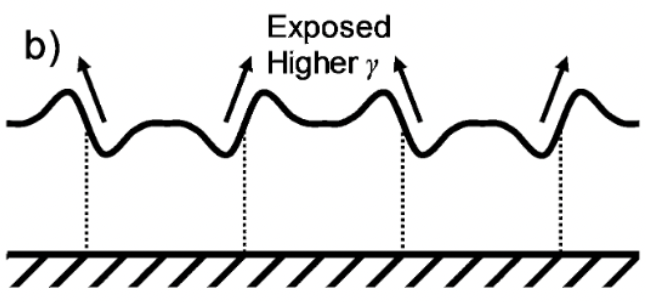 b)
Exposed
Higher γ